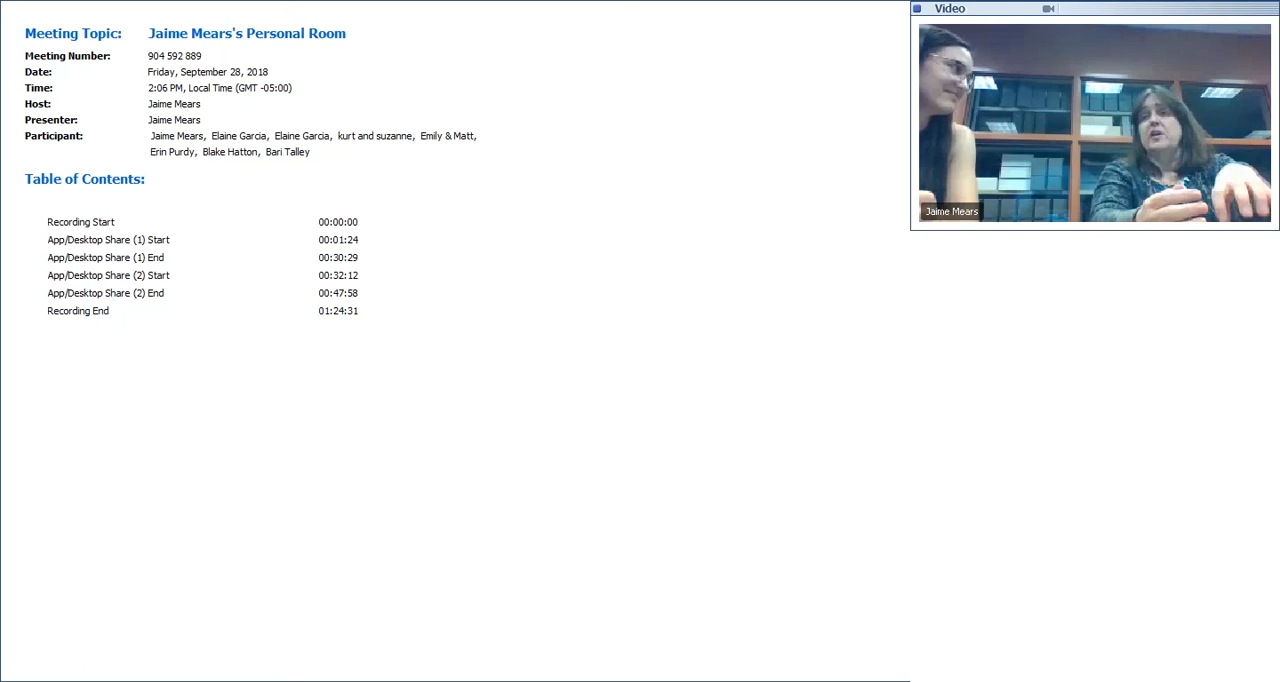 Meeting Topic: Jaime Mears's Personal Room
Meeting Number: 904 592 889
Date: Friday, September 28, 2018
Time: 2:06 PM, Local Time (GMT -05:00)
Host: Jaime Mears
Presenter: Jaime Mears
Participant: Jaime Mears, Elaine Garcia, Elaine Garcia, kurt and suzanne, Emily & Matt,
Erin Purdy, Blake Hatton, Bari Talley
Table of Contents:
Recording Start 00:00:00
App/Desktop Share (1) Start 00:01:24
App/Desktop Share (1) End 00:30:29
App/Desktop Share (2) Start 00:32:12
App/Desktop Share (2) End 00:47:58
Recording End 01:24:31
Video
Jaime Mears